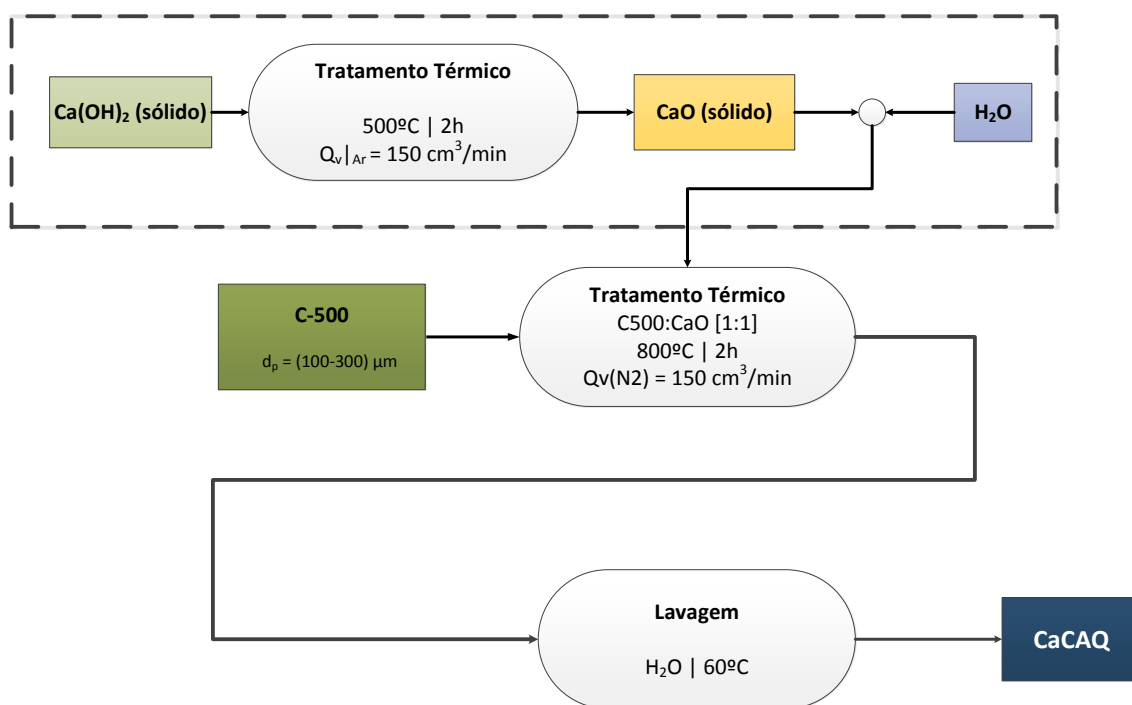 Tratamento Térmico
Ca(OH)₂ (sólido)
500ºC | 2h
Qᵥ|Ar = 150 cm³/min
CaO (sólido)
H₂O
C-500
dₚ = (100-300) µm
Tratamento Térmico
C500:CaO [1:1]
800ºC | 2h
Qv(N2) = 150 cm³/min
Lavagem
H₂O | 60ºC
CaCAQ